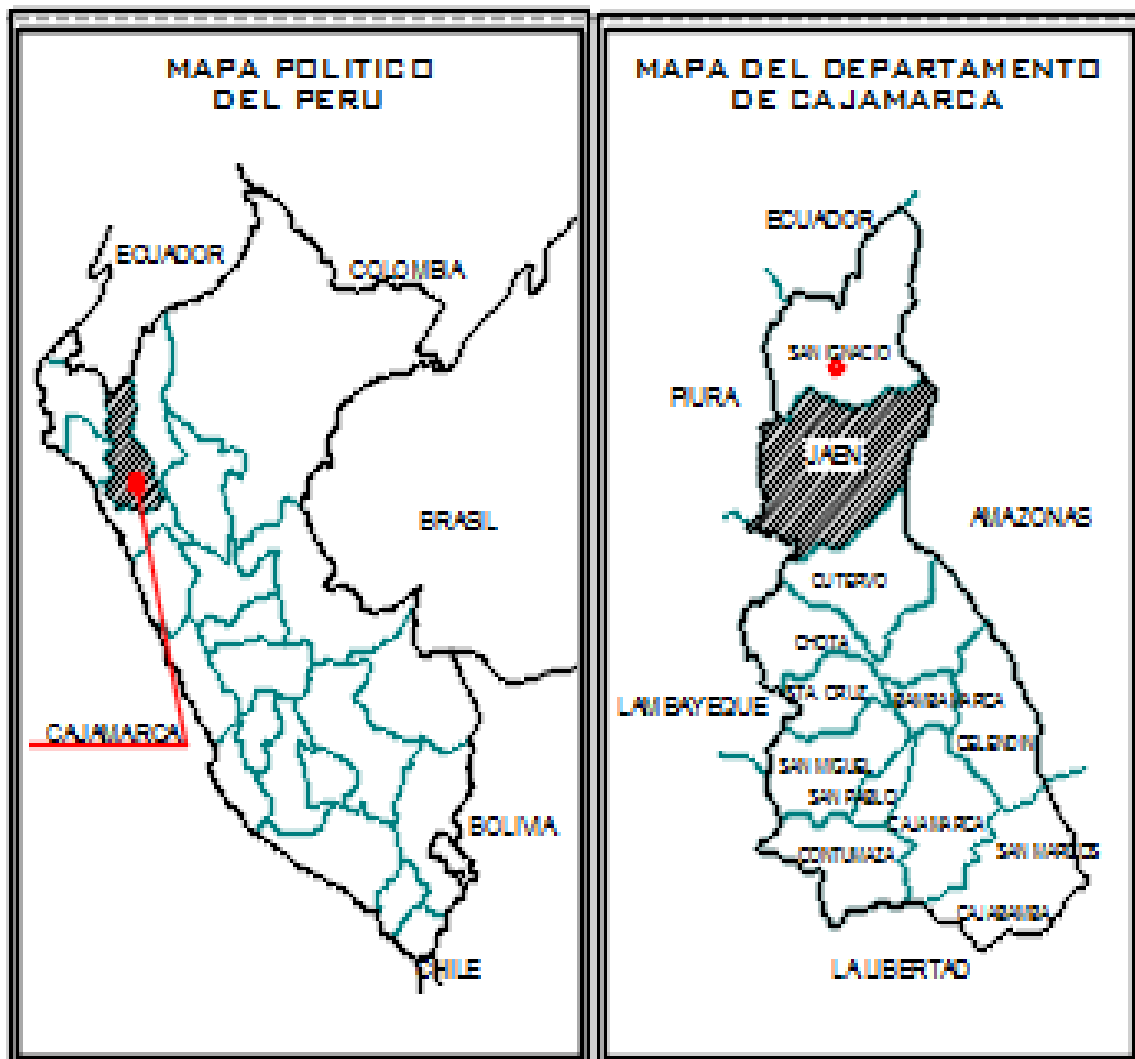 MAPA POLITICO
DEL PERU
ECUADOR
COLOMBIA
BRASIL
CAJAMARCA
BOLIVIA
CHILE
MAPA DEL DEPARTAMENTO
DE CAJAMARCA
ECUADOR
SAN IGNACIO
PIURA
JAEN
AMAZONAS
CUTERVO
CHOTA
LAMBAYEQUE
STA CRUZ
BAMBAMARCA
CELENDIN
SAN MIGUEL
SAN PABLO
CAJAMARCA
CONTUMAZA
SAN MARCOS
CAJABAMBA
LA LIBERTAD